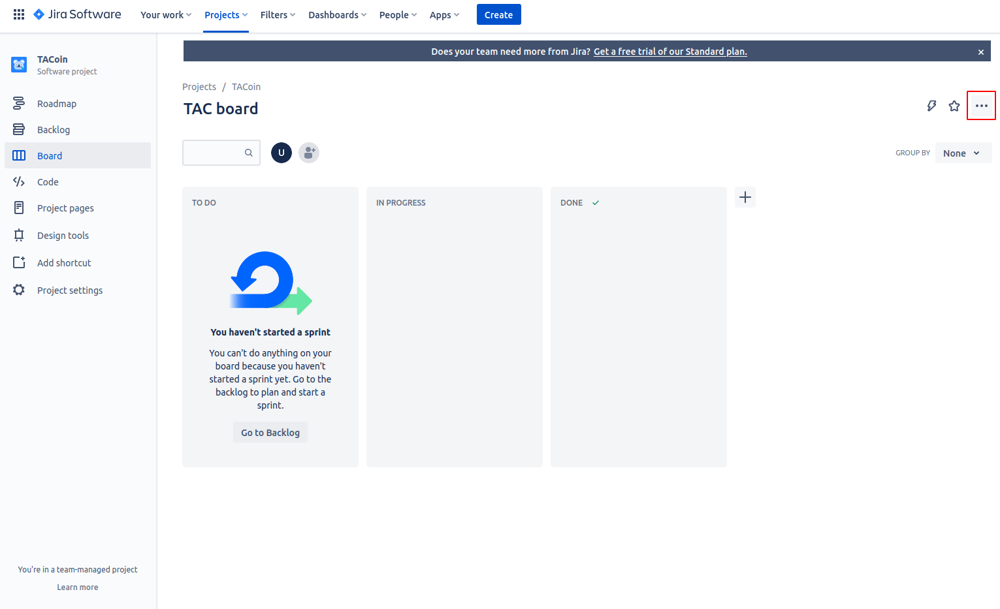 Jira Software
Your work
Projects
Filters
Dashboards
People
Apps
Create
TACoin
Software project
Roadmap
Backlog
Board
Code
Project pages
Design tools
Add shortcut
Project settings
You're in a team-managed project
Learn more
Does your team need more from Jira? Get a free trial of our Standard plan.
Projects / TACoin
TAC board
U
GROUP BY
None
TO DO
You haven't started a sprint
You can't do anything on your
board because you haven't
started a sprint yet. Go to the
backlog to plan and start a
sprint.
Go to Backlog
IN PROGRESS
DONE